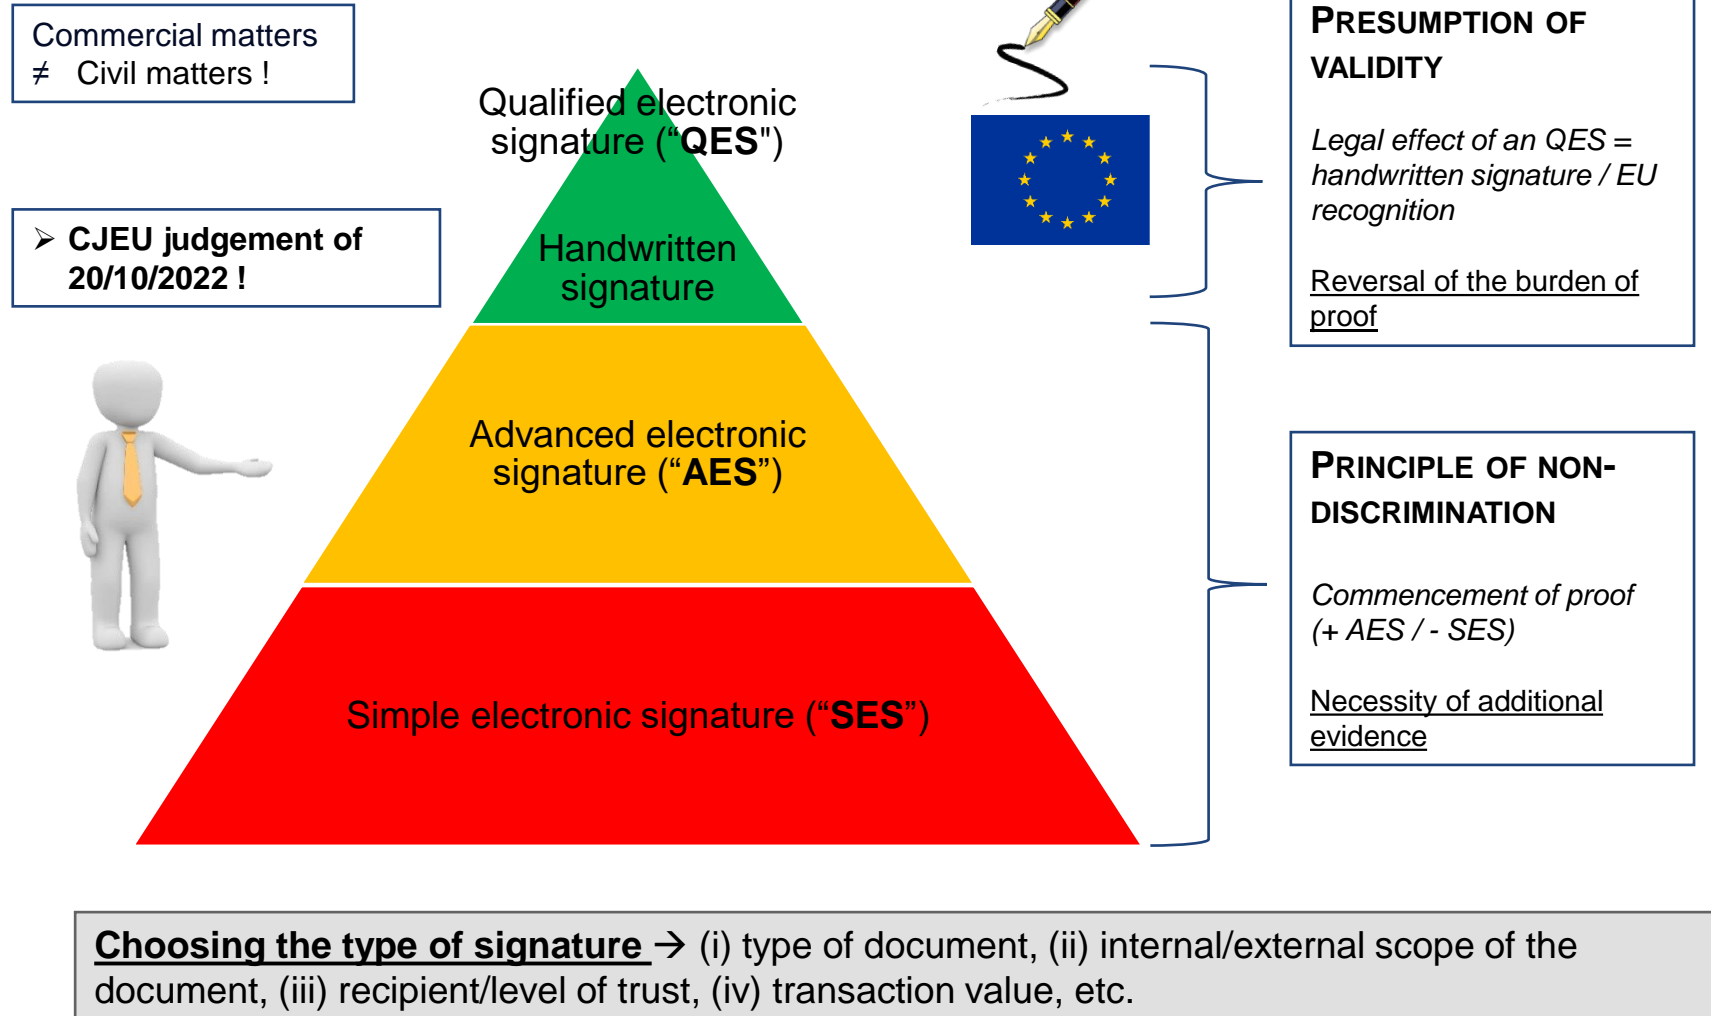 Commercial matters
≠ Civil matters !
➢ CJEU judgement of
20/10/2022 !
Qualified electronic
signature (“QES")
Handwritten
signature
Advanced electronic
signature (“AES”)
Simple electronic signature (“SES”)
PRESUMPTION OF
VALIDITY
Legal effect of an QES =
handwritten signature / EU
recognition
Reversal of the burden of
proof
PRINCIPLE OF NON-
DISCRIMINATION
Commencement of proof
(+ AES / - SES)
Necessity of additional
evidence
Choosing the type of signature → (i) type of document, (ii) internal/external scope of the
document, (iii) recipient/level of trust, (iv) transaction value, etc.